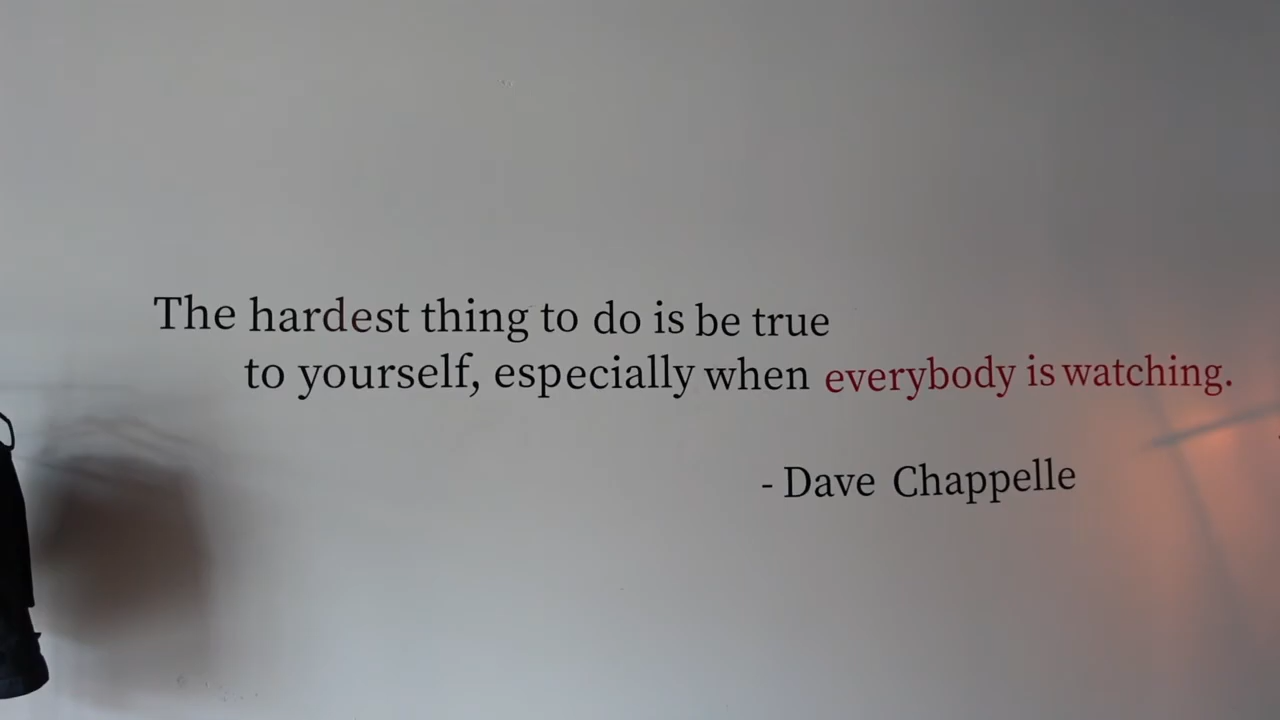 The hardest thing to do is be true
to yourself, especially when everybody is watching.
- Dave Chappelle